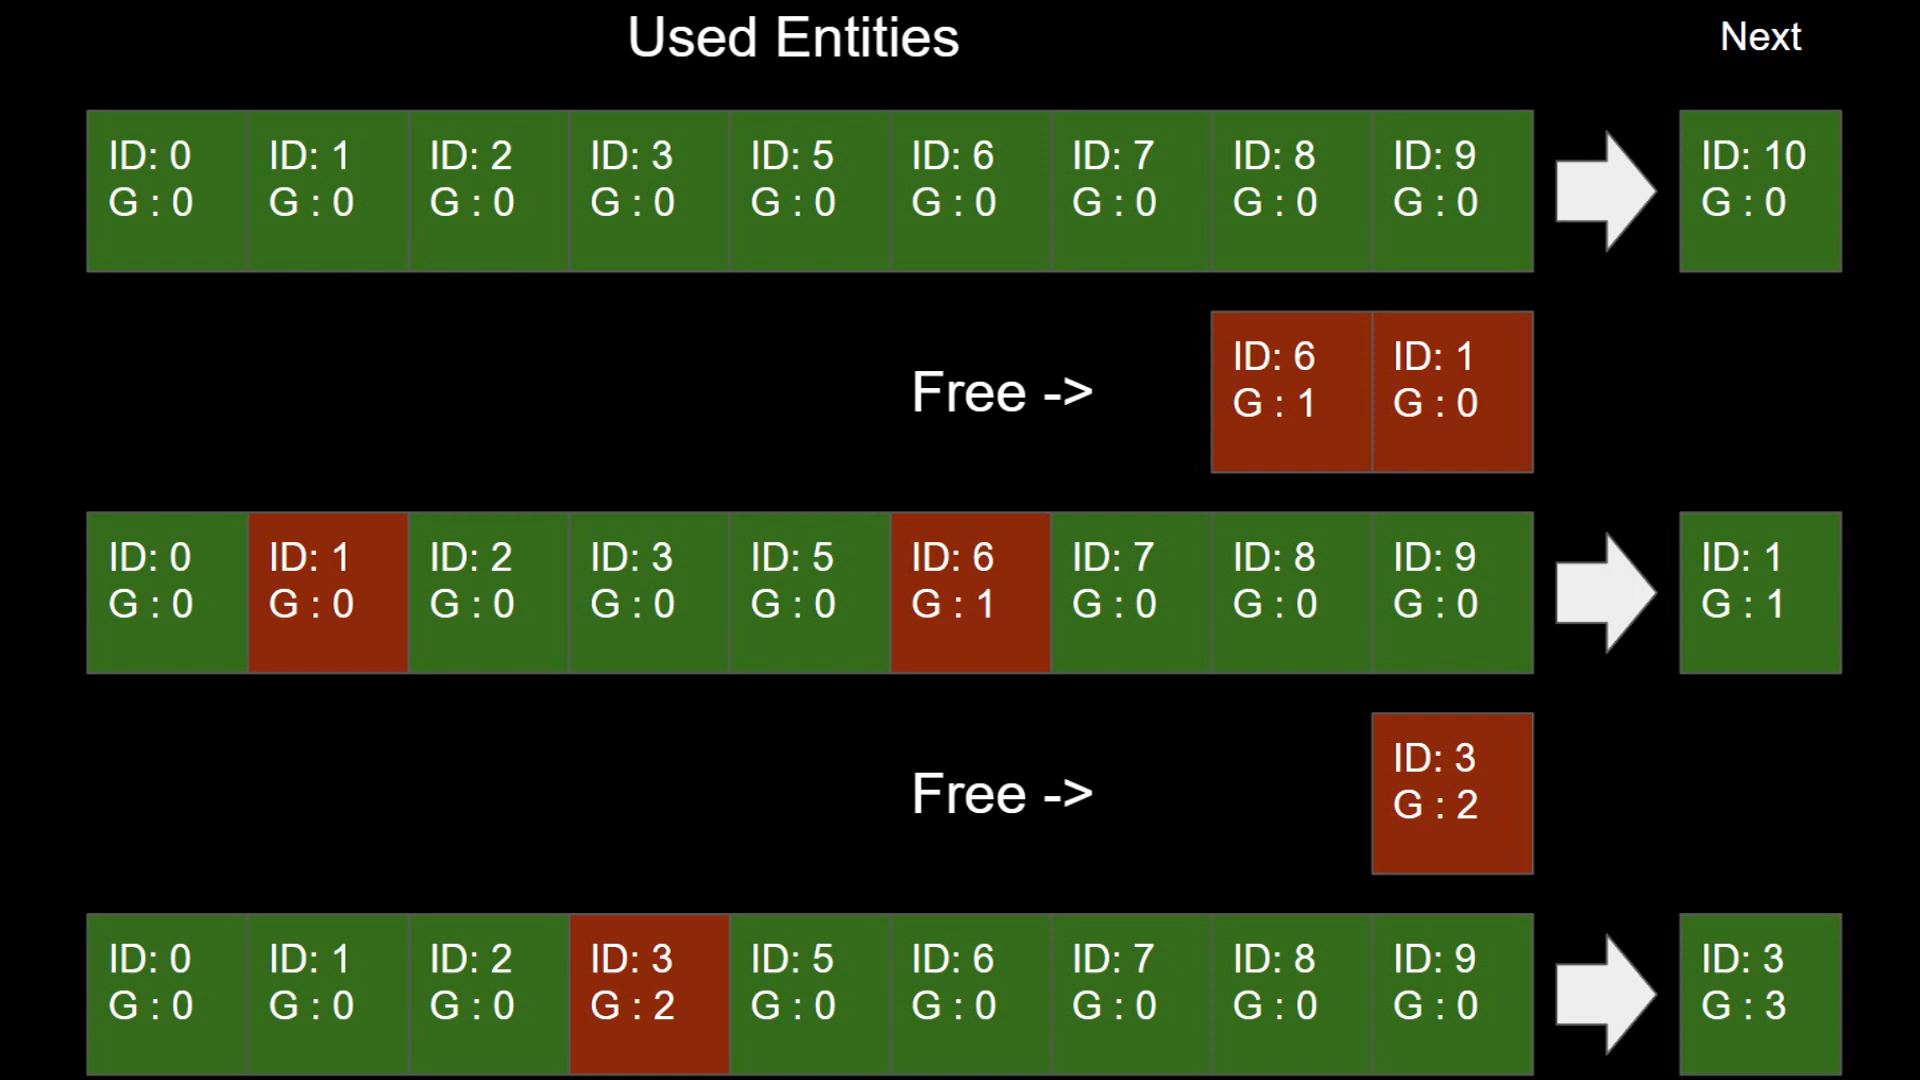 Used Entities
Next
ID: 0 ID: 1 ID: 2 ID: 3 ID: 5 ID: 6 ID: 7 ID: 8 ID: 9 ID: 10
G : 0 G : 0 G : 0 G : 0 G : 0 G : 0 G : 0 G : 0 G : 0 G : 0
Free ->
ID: 6 ID: 1
G : 1 G : 0
ID: 0 ID: 1 ID: 2 ID: 3 ID: 5 ID: 6 ID: 7 ID: 8 ID: 9 ID: 1
G : 0 G : 0 G : 0 G : 0 G : 0 G : 1 G : 0 G : 0 G : 0 G : 1
Free ->
ID: 3
G : 2
ID: 0 ID: 1 ID: 2 ID: 3 ID: 5 ID: 6 ID: 7 ID: 8 ID: 9 ID: 3
G : 0 G : 0 G : 0 G : 2 G : 0 G : 0 G : 0 G : 0 G : 0 G : 3